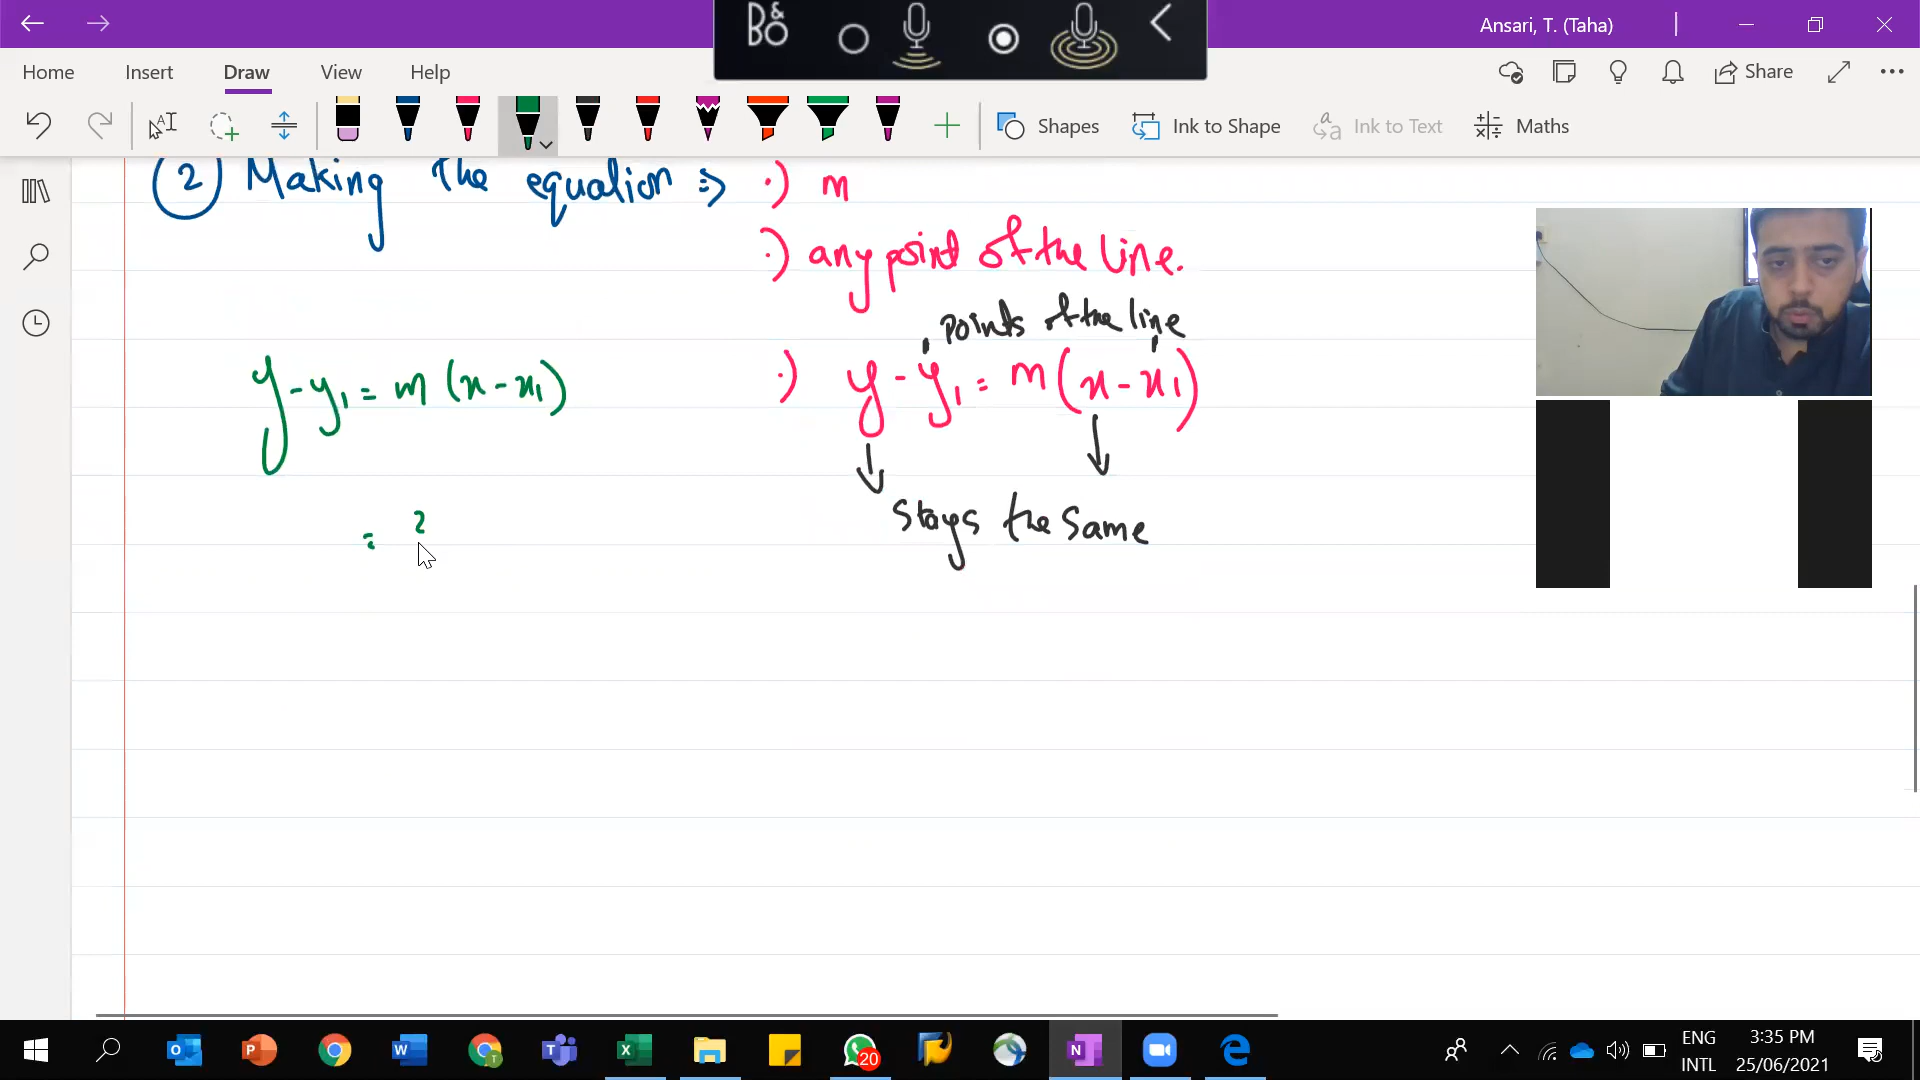 Ansari, T. (Taha)
B&O
Home Insert Draw View Help Share
Shapes Ink to Shape Ink to Text Maths
② Making the equation ⇒ ·) m
·) any point of the line.
points of the line
y - y₁ = m (x - x₁)
·) y - y₁ = m (x - x₁)
Stays the Same
= 2
20
ENG
INTL
3:35 PM
25/06/2021